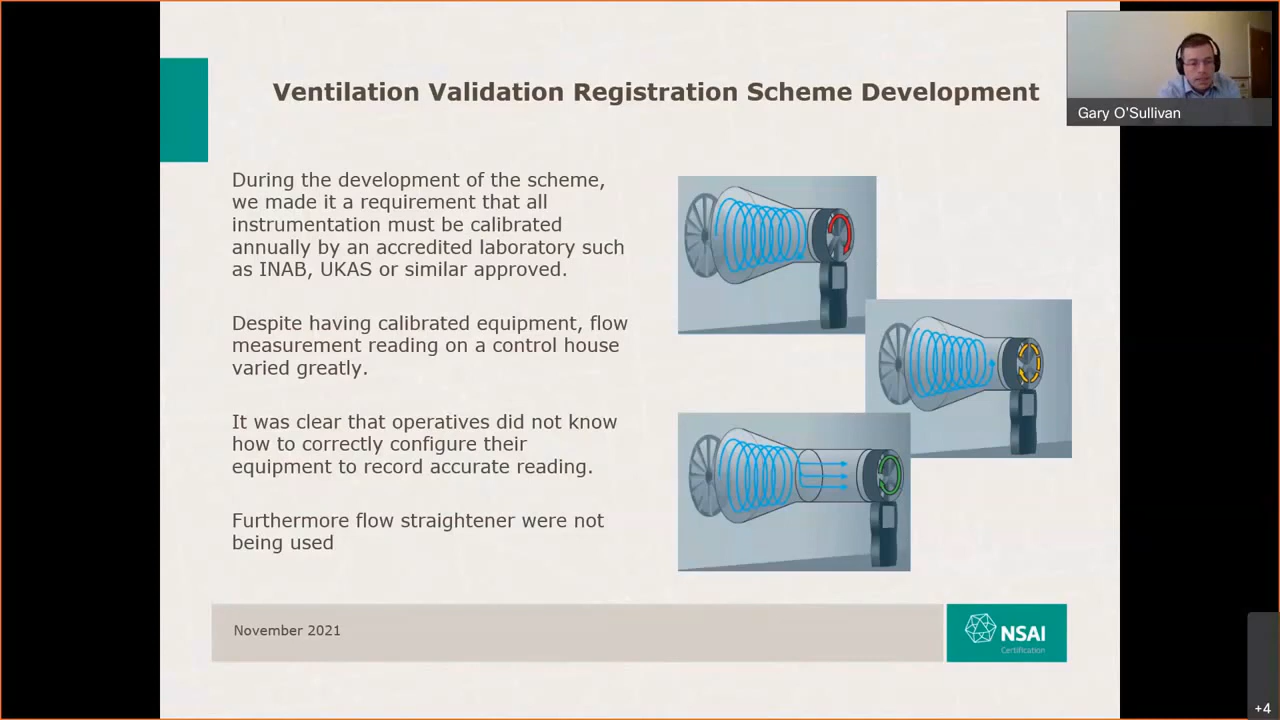 Ventilation Validation Registration Scheme Development
Gary O'Sullivan
During the development of the scheme,
we made it a requirement that all
instrumentation must be calibrated
annually by an accredited laboratory such
as INAB, UKAS or similar approved.
Despite having calibrated equipment, flow
measurement reading on a control house
varied greatly.
It was clear that operatives did not know
how to correctly configure their
equipment to record accurate reading.
Furthermore flow straightener were not
being used
November 2021
NSAI
Certification
+4